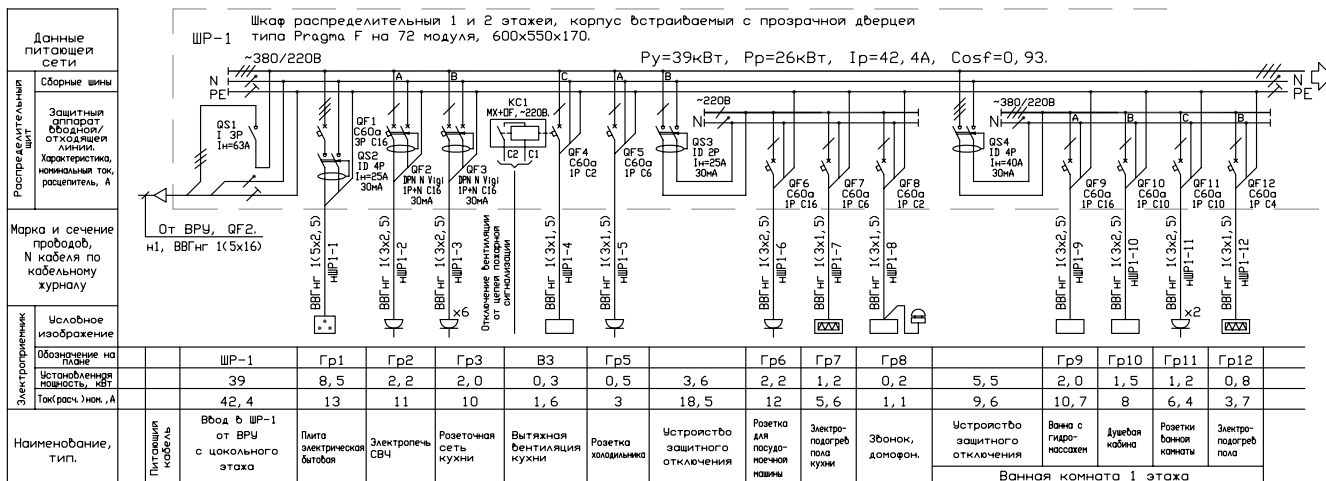 Шкаф распределительный 1 и 2 этажей, корпус встраиваемый с прозрачной дверцей
типа Pragma F на 72 модуля, 600х550х170.
ШР-1
Ру=39кВт, Рр=26кВт, Iр=42,4А, Cosf=0,93.
Данные
питающей
сети
Распределительный
щит
Сборные шины
Защитный
аппарат
вводной/
отходящей
линии.
Характеристика,
номинальный ток,
расцепитель, А
~380/220В
N
PE
A
B
C
A
B
N
PE
QS1
I 3P
Iн=63А
QS2
ID 4P
Iн=25А
30мА
QF1
C60a
3P C16
QF2
DPN N Vigi
1P+N C16
30мА
QF3
DPN N Vigi
1P+N C16
30мА
КС1
MX+OF, ~220В.
C2
C1
QF4
C60a
1P C2
QF5
C60a
1P C6
QS3
ID 2P
Iн=25А
30мА
~220В
N
QF6
C60a
1P C16
QF7
C60a
1P C6
QF8
C60a
1P C2
QS4
ID 4P
Iн=40А
30мА
~380/220В
N
N
A
B
C
B
QF9
C60a
1P C16
QF10
C60a
1P C10
QF11
C60a
1P C10
QF12
C60a
1P C4
От ВРУ, QF2.
н1, ВВГнг 1(5х16)
Марка и сечение
проводов,
N кабеля по
кабельному
журналу
ВВГнг 1(5х2,5)
нШР1-1
ВВГнг 1(3х2,5)
нШР1-2
ВВГнг 1(3х2,5)
нШР1-3
Отключение вентиляции
от цепей пожарной
сигнализации
ВВГнг 1(3х1,5)
нШР1-4
ВВГнг 1(3х1,5)
нШР1-5
ВВГнг 1(3х2,5)
нШР1-6
ВВГнг 1(3х1,5)
нШР1-7
ВВГнг 1(3х1,5)
нШР1-8
ВВГнг 1(3х2,5)
нШР1-9
ВВГнг 1(3х2,5)
нШР1-10
ВВГнг 1(3х2,5)
нШР1-11
ВВГнг 1(3х1,5)
нШР1-12
х6
х2
Электроприемник
Условное
изображение
Обозначение на
плане
ШР-1 Гр1 Гр2 Гр3 В3 Гр5 Гр6 Гр7 Гр8 Гр9 Гр10 Гр11 Гр12
Установленная
мощность, кВт
39 8,5 2,2 2,0 0,3 0,5 3,6 2,2 1,2 0,2 5,5 2,0 1,5 1,2 0,8
Ток(расч.)ном.,А
42,4 13 11 10 1,6 3 18,5 12 5,6 1,1 9,6 10,7 8 6,4 3,7
Наименование,
тип.
Питающий
кабель
Ввод в ШР-1
от ВРУ
с цокольного
этажа
Плита
электрическая
бытовая
Электропечь
СВЧ
Розеточная
сеть
кухни
Вытяжная
вентиляция
кухни
Розетка
холодильника
Устройство
защитного
отключения
Розетка
для
посудо-
моечной
машины
Электро-
подогрев
пола
кухни
Звонок,
домофон.
Устройство
защитного
отключения
Ванна с
гидро-
массажем
Душевая
кабина
Розетки
ванной
комнаты
Электро-
подогрев
пола
Ванная комната 1 этажа